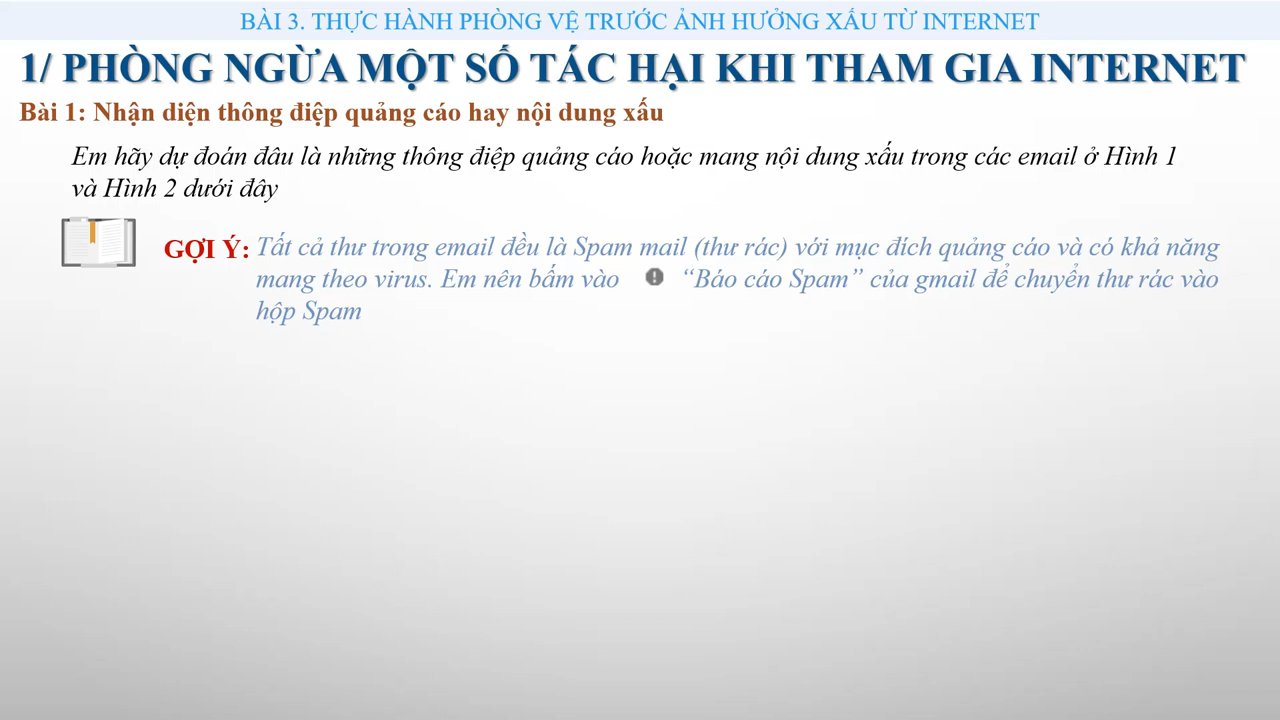 BÀI 3. THỰC HÀNH PHÒNG VỆ TRƯỚC ẢNH HƯỞNG XẤU TỪ INTERNET
1/ PHÒNG NGỪA MỘT SỐ TÁC HẠI KHI THAM GIA INTERNET
Bài 1: Nhận diện thông điệp quảng cáo hay nội dung xấu
Em hãy dự đoán đâu là những thông điệp quảng cáo hoặc mang nội dung xấu trong các email ở Hình 1
và Hình 2 dưới đây
GỢI Ý: Tất cả thư trong email đều là Spam mail (thư rác) với mục đích quảng cáo và có khả năng
mang theo virus. Em nên bấm vào “Báo cáo Spam” của gmail để chuyển thư rác vào
hộp Spam